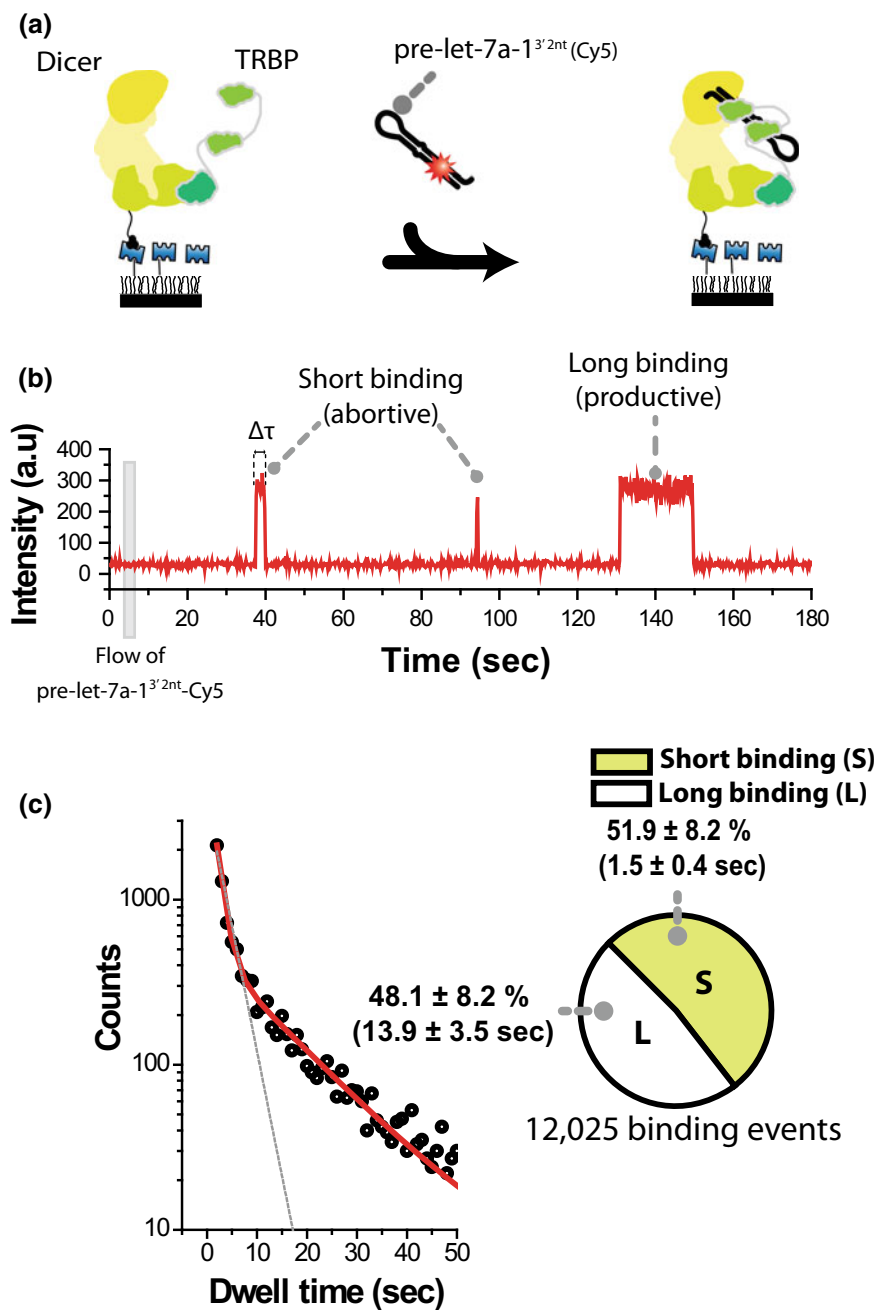 (a)
Dicer
TRBP
pre-let-7a-1³'²ⁿᵗ (Cy5)
(b)
Short binding
(abortive)
Long binding
(productive)
Δτ
Intensity (a.u)
400
300
200
100
0
0
20
40
60
80
100
120
140
160
180
Time (sec)
Flow of
pre-let-7a-1³'²ⁿᵗ-Cy5
(c)
Short binding (S)
Long binding (L)
51.9 ± 8.2 %
(1.5 ± 0.4 sec)
48.1 ± 8.2 %
(13.9 ± 3.5 sec)
S
L
12,025 binding events
Counts
1000
100
10
0
10
20
30
40
50
Dwell time (sec)